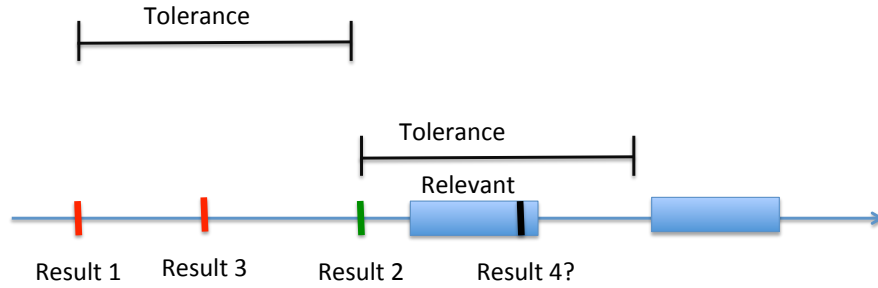 Tolerance
Tolerance
Relevant
Result 1
Result 3
Result 2
Result 4?